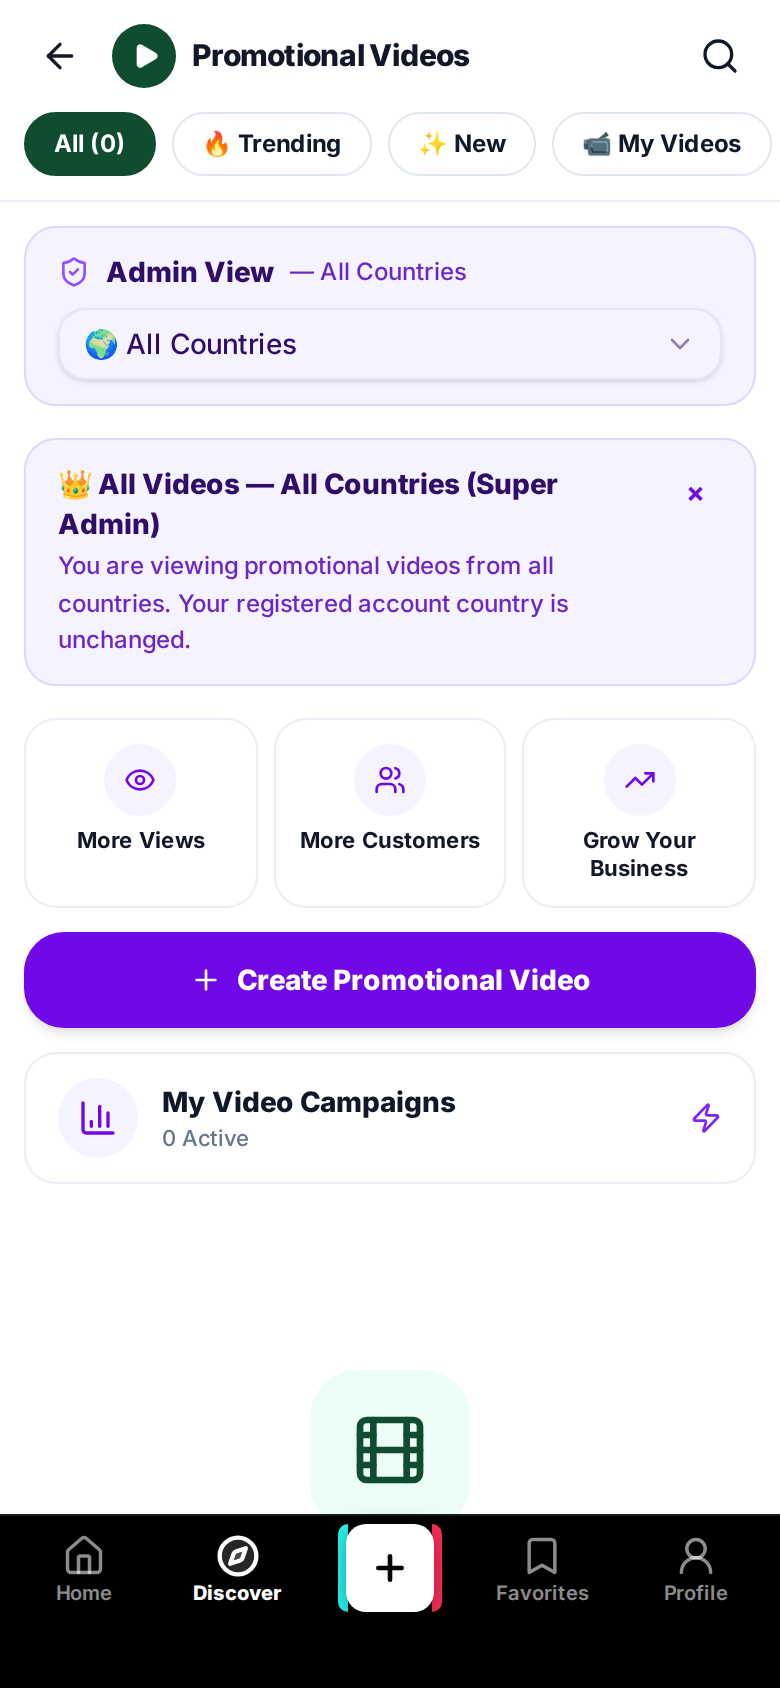 Promotional Videos
All (0)
🔥 Trending
✨ New
📹 My Videos
Admin View — All Countries
🌍 All Countries
👑 All Videos — All Countries (Super
Admin)
×
You are viewing promotional videos from all
countries. Your registered account country is
unchanged.
More Views
More Customers
Grow Your
Business
+ Create Promotional Video
My Video Campaigns
0 Active
Home
Discover
+
Favorites
Profile